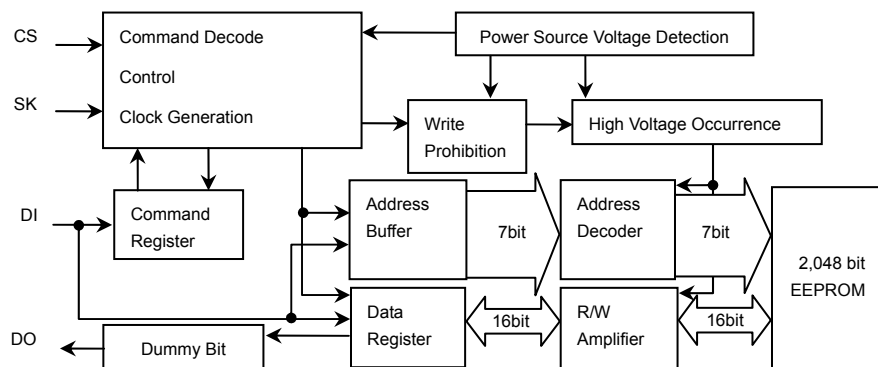 CS
Command Decode
Control
Clock Generation
Power Source Voltage Detection
SK
Write
Prohibition
High Voltage Occurrence
DI
Command
Register
Address
Buffer
7bit
Address
Decoder
7bit
2,048 bit
EEPROM
DO
Dummy Bit
Data
Register
16bit
R/W
Amplifier
16bit